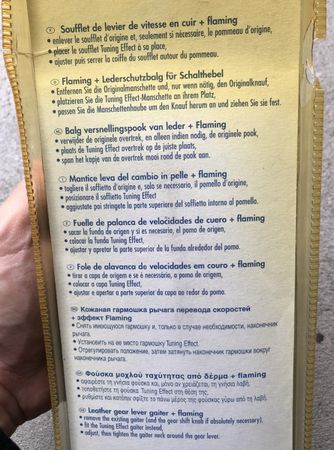 Soufflet de levier de vitesse en cuir + flaming
• enlever le soufflet d'origine et, seulement si nécessaire, le pommeau d'origine,
• placer le soufflet Tuning Effect à sa place,
• ajuster puis serrer la coiffe du soufflet autour du pommeau.
Flaming + Lederschutzbalg für Schalthebel
• Entfernen Sie die Originalmanschette und, nur wenn nötig, den Originalknauf,
• platzieren Sie die Tuning Effect-Manschette an ihrem Platz,
• passen Sie die Manschettenhaube um den Knauf herum an und ziehen Sie sie fest.
Balg versnellingspook van leder + Flaming
• verwijder de originele overtrek, en alleen indien nodig, de originele pook,
• plaats de Tuning Effect overtrek op de juiste plaats,
• span het kapje van de overtrek mooi rond de pook aan.
Mantice leva del cambio in pelle + flaming
• togliere il soffietto d'origine e, solo se necessario, il pomello d'origine,
• posizionare il soffietto Tuning Effect
• aggiustate poi stringete la parte superiore del soffietto intorno al pomello.
Fuelle de palanca de velocidades de cuero + flaming
• sacar la funda de origen y si es necesario, el pomo de origen,
• colocar la funda Tuning Effect,
• ajustar y apretar la parte superior de la funda alrededor del pomo.
Fole de alavanca de velocidades em couro + flaming
• tirar a capa de origem e se é necessário, o pomo de origem,
• colocar a capa Tuning Effect,
• ajustar e apertar a parte superior da capa ao redor do pomo.
Кожаная гармошка рычага перевода скоростей
+ эффект Flaming
• Снять имеющуюся гармошку и, только в случае необходимости, наконечник
рычага.
• Установить на ее место гармошку Tuning Effect.
• Отрегулировать положение, затем затянуть наконечник гармошки вокруг
наконечника рычага.
Φούσκα μοχλού ταχύτητας από δέρμα + flaming
• αφαιρέστε τη γνήσια φούσκα και, μόνο αν χρειάζεται, τη γνήσια λαβή,
• τοποθετήστε τη φούσκα Tuning Effect στη θέση της,
• ρυθμίστε και κατόπιν σφίξτε το πάνω μέρος της φούσκας γύρω από τη λαβή.
Leather gear lever gaiter + flaming
• remove the existing gaiter (and the gear shift knob if absolutely necessary),
• fit the Tuning Effect gaiter instead,
• adjust, then tighten the gaiter neck around the gear lever.